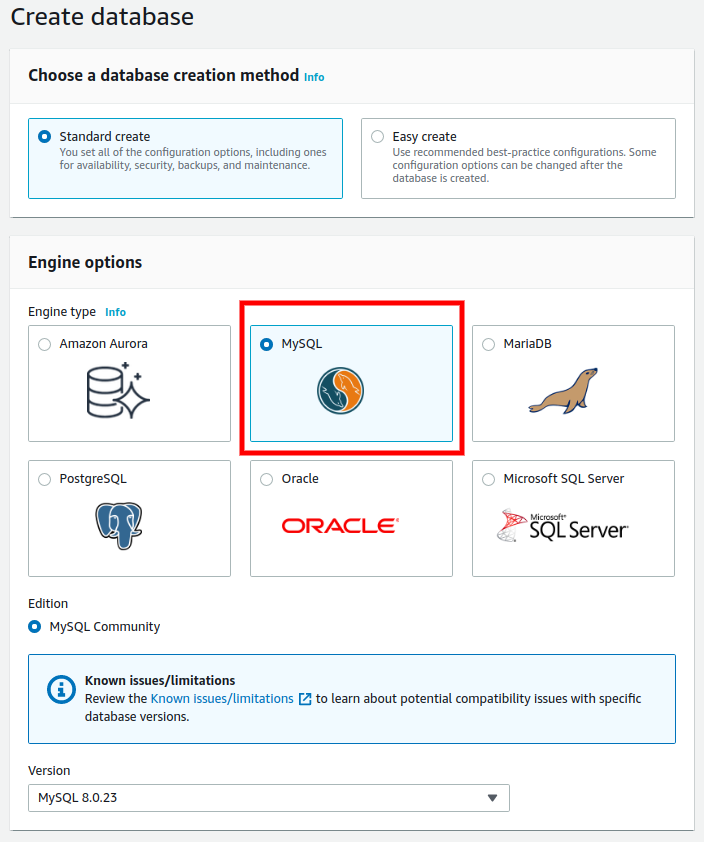 Create database
Choose a database creation method Info
Standard create
You set all of the configuration options, including ones
for availability, security, backups, and maintenance.
Easy create
Use recommended best-practice configurations. Some
configuration options can be changed after the
database is created.
Engine options
Engine type Info
Amazon Aurora
MySQL
MariaDB
PostgreSQL
Oracle
ORACLE®
Microsoft SQL Server
Microsoft®
SQL Server®
Edition
MySQL Community
Known issues/limitations
Review the Known issues/limitations to learn about potential compatibility issues with specific
database versions.
Version
MySQL 8.0.23